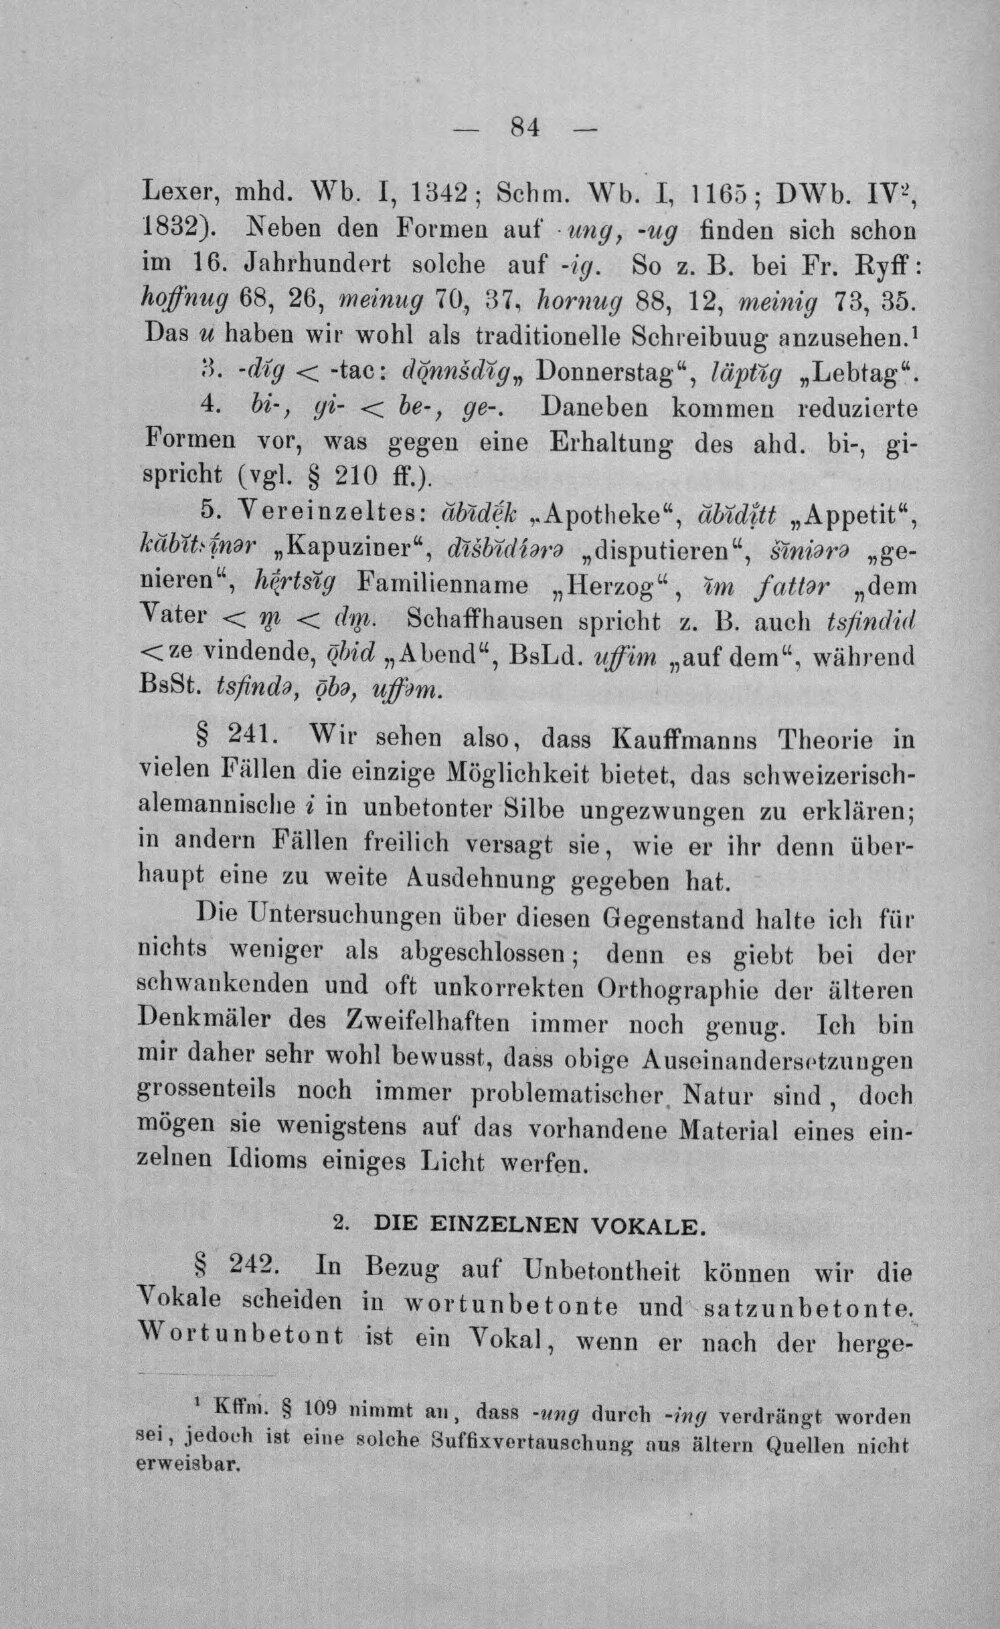 — 84 —
Lexer, mhd. Wb. I, 1342; Schm. Wb. I, 1165; DWb. IV², 
1832). Neben den Formen auf -ung, -ug finden sich schon
im 16. Jahrhundert solche auf -ig. So z. B. bei Fr. Ryff:
hoffnug 68, 26, meinug 70, 37, hornug 88, 12, meinig 73, 35.
Das u haben wir wohl als traditionelle Schreibuug anzusehen.¹
3. -dĭg < -tac: dǫ̆nnšdĭg„ Donnerstag“, läptĭg „Lebtag“.
4. bi-, gi- < be-, ge-. Daneben kommen reduzierte
Formen vor, was gegen eine Erhaltung des ahd. bi-, gi-
spricht (vgl. § 210 ff.).
5. Vereinzeltes: ăbĭdę́k „Apotheke“, ăbĭdị́tt „Appetit“,
kăbĭtsị́nər „Kapuziner“, dĭšbĭdíərə „disputieren“, šĭníərə „ge-
nieren“, hę́rtsĭg Familienname „Herzog“, ĭm fattər „dem
Vater < m̥ < dm̥. Schaffhausen spricht z. B. auch tsfindid
< ze vindende, ǭbid „Abend“, BsLd. uffim „auf dem“, während
BsSt. tsfində, ǭbə, uffəm.
§ 241. Wir sehen also, dass Kauffmanns Theorie in
vielen Fällen die einzige Möglichkeit bietet, das schweizerisch-
alemannische i in unbetonter Silbe ungezwungen zu erklären;
in andern Fällen freilich versagt sie, wie er ihr denn über-
haupt eine zu weite Ausdehnung gegeben hat.
Die Untersuchungen über diesen Gegenstand halte ich für
nichts weniger als abgeschlossen; denn es giebt bei der
schwankenden und oft unkorrekten Orthographie der älteren
Denkmäler des Zweifelhaften immer noch genug. Ich bin
mir daher sehr wohl bewusst, dass obige Auseinandersetzungen
grossenteils noch immer problematischer Natur sind, doch
mögen sie wenigstens auf das vorhandene Material eines ein-
zelnen Idioms einiges Licht werfen.
2. DIE EINZELNEN VOKALE.
§ 242. In Bezug auf Unbetontheit können wir die
Vokale scheiden in wortunbetonte und satzunbetonte.
Wortunbetont ist ein Vokal, wenn er nach der herge-
¹ Kffm. § 109 nimmt an, dass -ung durch -ing verdrängt worden
sei, jedoch ist eine solche Suffixvertauschung aus ältern Quellen nicht
erweisbar.